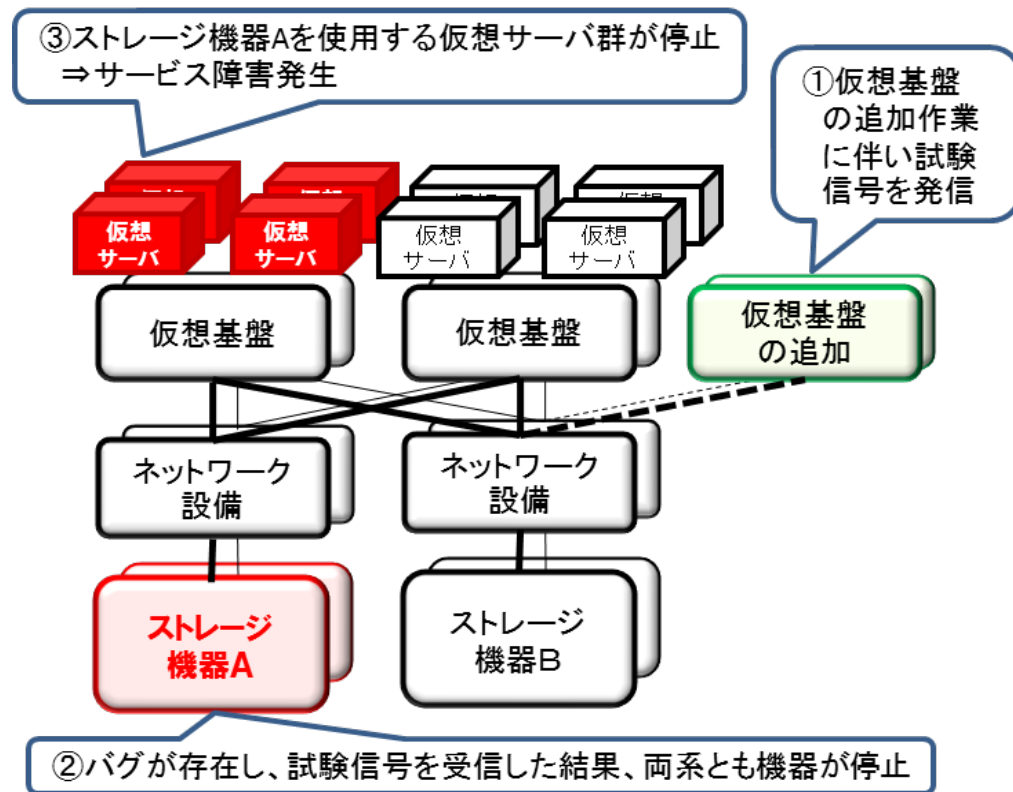 ③ストレージ機器Aを使用する仮想サーバ群が停止
⇒サービス障害発生
①仮想基盤
の追加作業
に伴い試験
信号を発信
仮想
サーバ
仮想
サーバ
仮想
サーバ
仮想
サーバ
仮想基盤
仮想基盤
仮想基盤
の追加
ネットワーク
設備
ネットワーク
設備
ストレージ
機器A
ストレージ
機器B
②バグが存在し、試験信号を受信した結果、両系とも機器が停止